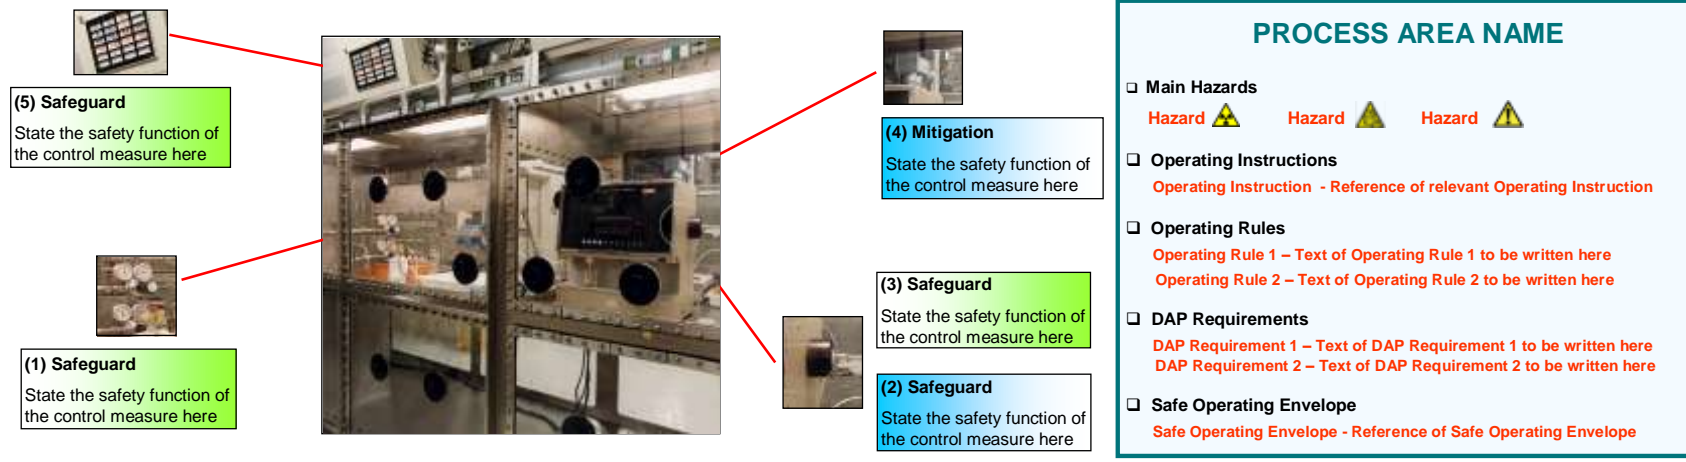 (5) Safeguard
State the safety function of
the control measure here
(1) Safeguard
State the safety function of
the control measure here
(4) Mitigation
State the safety function of
the control measure here
(3) Safeguard
State the safety function of
the control measure here
(2) Safeguard
State the safety function of
the control measure here
PROCESS AREA NAME
Main Hazards
Hazard Hazard Hazard
Operating Instructions
Operating Instruction - Reference of relevant Operating Instruction
Operating Rules
Operating Rule 1 – Text of Operating Rule 1 to be written here
Operating Rule 2 – Text of Operating Rule 2 to be written here
DAP Requirements
DAP Requirement 1 – Text of DAP Requirement 1 to be written here
DAP Requirement 2 – Text of DAP Requirement 2 to be written here
Safe Operating Envelope
Safe Operating Envelope - Reference of Safe Operating Envelope